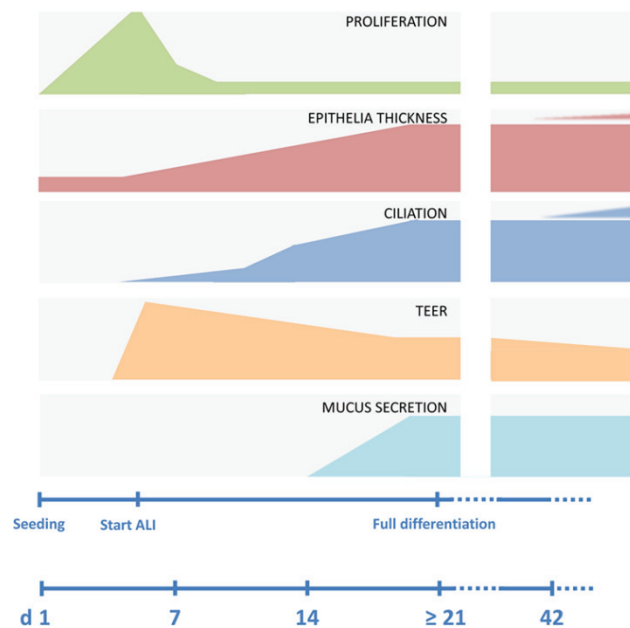 PROLIFERATION
EPITHELIA THICKNESS
CILIATION
TEER
MUCUS SECRETION
Seeding Start ALI Full differentiation
d 1 7 14 ≥ 21 42